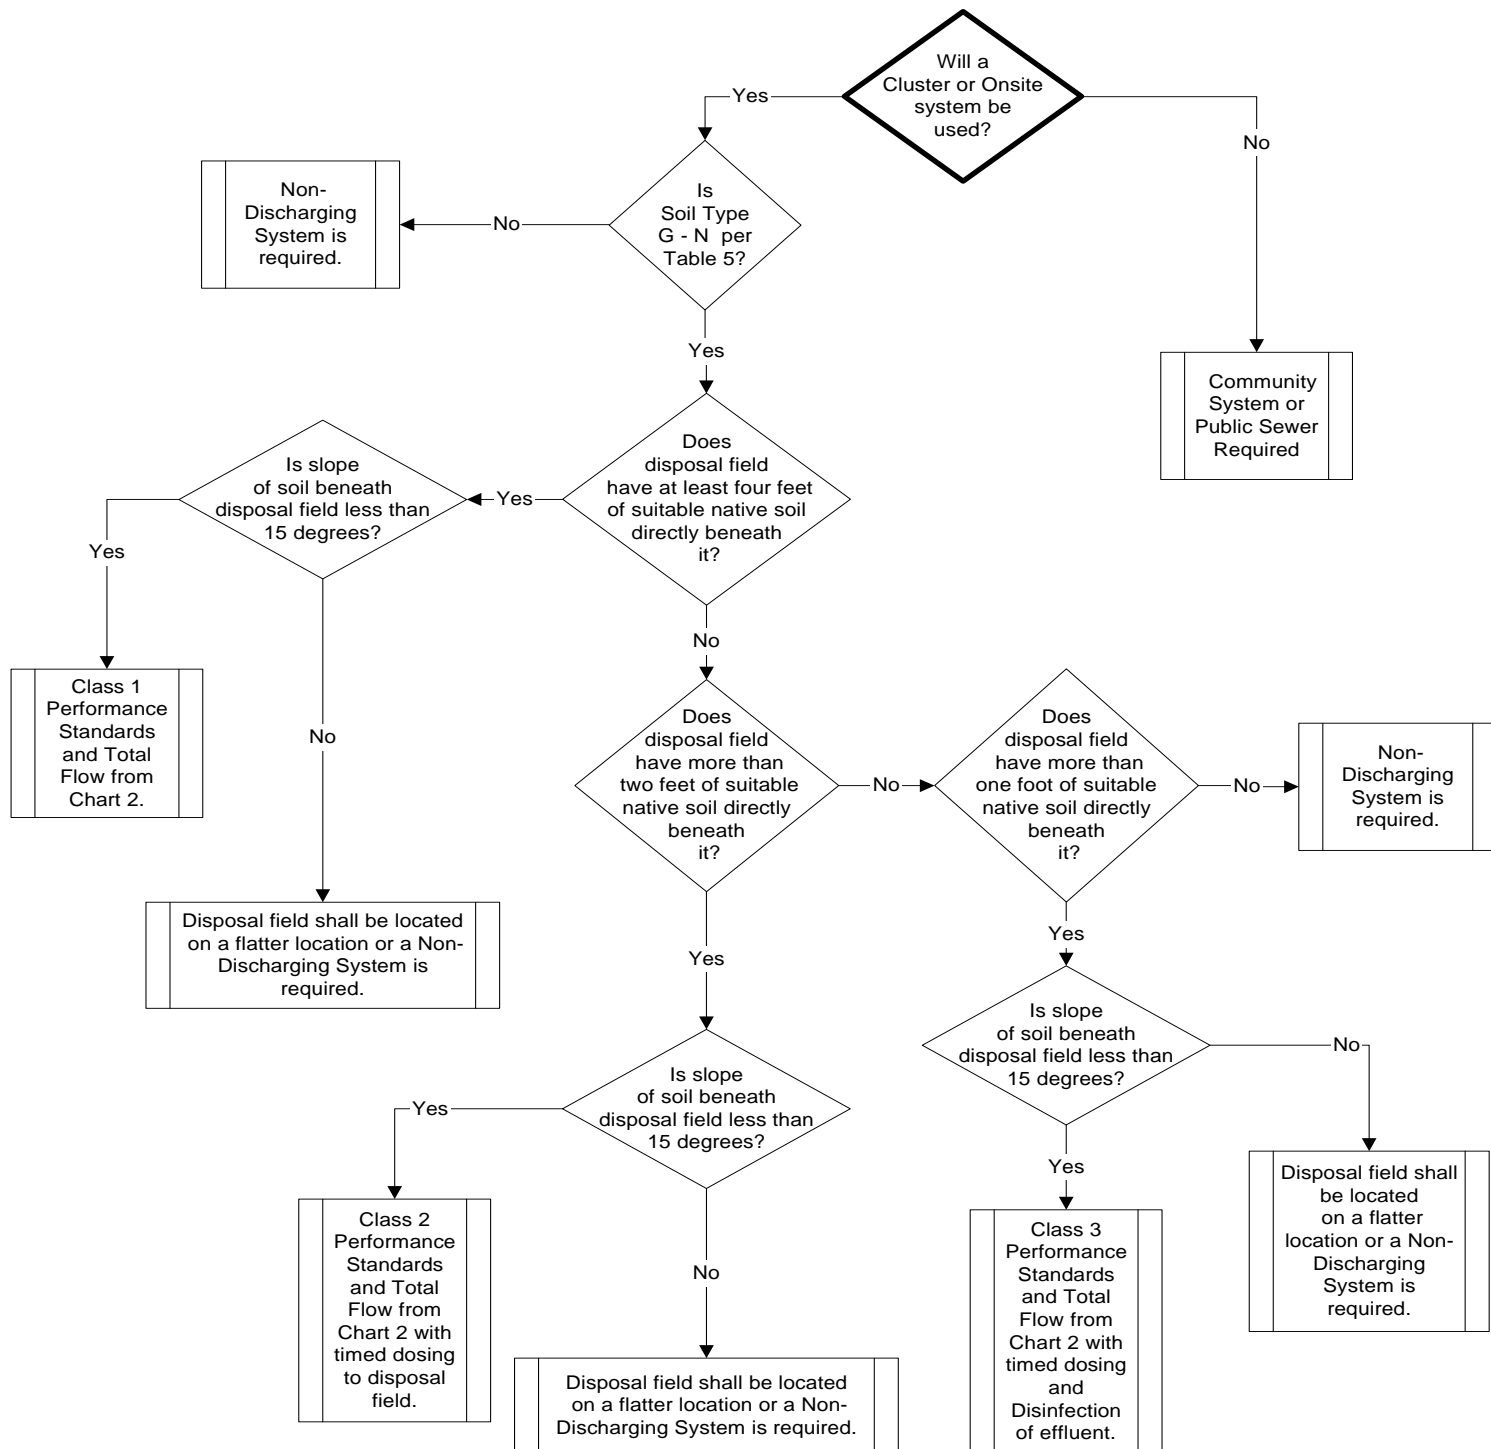 Will a
Cluster or Onsite
system be
used?
Yes
No
Is
Soil Type
G - N per
Table 5?
No
Non-
Discharging
System is
required.
Yes
Community
System or
Public Sewer
Required
Does
disposal field
have at least four feet
of suitable native soil
directly beneath
it?
Yes
Is slope
of soil beneath
disposal field less than
15 degrees?
Yes
Class 1
Performance
Standards
and Total
Flow from
Chart 2.
No
Disposal field shall be located
on a flatter location or a Non-
Discharging System is
required.
No
Does
disposal field
have more than
two feet of suitable
native soil directly
beneath
it?
No
Does
disposal field
have more than
one foot of suitable
native soil directly
beneath
it?
No
Non-
Discharging
System is
required.
Yes
Is slope
of soil beneath
disposal field less than
15 degrees?
Yes
Class 2
Performance
Standards
and Total
Flow from
Chart 2 with
timed dosing
to disposal
field.
No
Disposal field shall be located
on a flatter location or a Non-
Discharging System is required.
Yes
Is slope
of soil beneath
disposal field less than
15 degrees?
No
Disposal field shall
be located
on a flatter
location or a Non-
Discharging
System is
required.
Yes
Class 3
Performance
Standards
and Total
Flow from
Chart 2 with
timed dosing
and
Disinfection
of effluent.